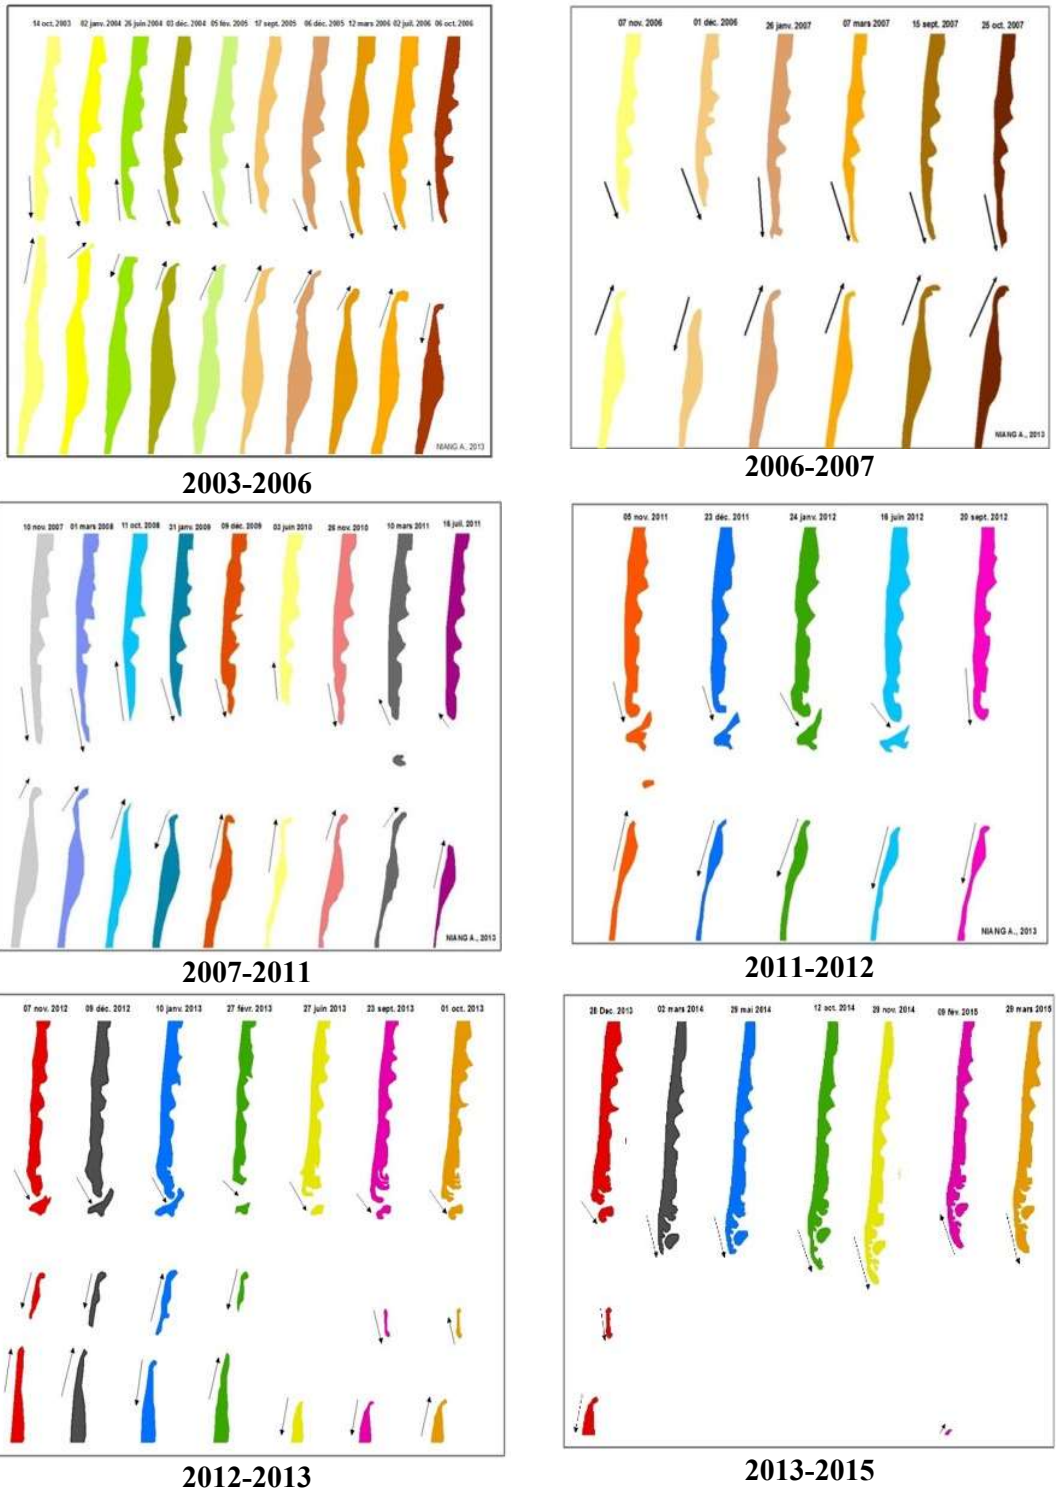 14 oct. 2003 02 janv. 2004 26 juin 2004 03 déc. 2004 05 fév. 2005 17 sept. 2005 06 déc. 2005 12 mars 2006 02 juil. 2006 06 oct. 2006
NIANG A., 2013
2003-2006
07 nov. 2006 01 déc. 2006 26 janv. 2007 07 mars 2007 15 sept. 2007 25 oct. 2007
NIANG A., 2013
2006-2007
10 nov. 2007 01 mars 2008 11 oct. 2008 31 janv. 2009 09 déc. 2009 03 juin 2010 26 nov. 2010 10 mars 2011 16 juil. 2011
NIANG A., 2013
2007-2011
05 nov. 2011 23 déc. 2011 24 janv. 2012 16 juin 2012 20 sept. 2012
NIANG A., 2013
2011-2012
07 nov. 2012 09 déc. 2012 10 janv. 2013 27 févr. 2013 27 juin 2013 23 sept. 2013 01 oct. 2013
2012-2013
28 Dec. 2013 02 mars 2014 29 mai 2014 12 oct. 2014 29 nov. 2014 09 fév. 2015 29 mars 2015
2013-2015